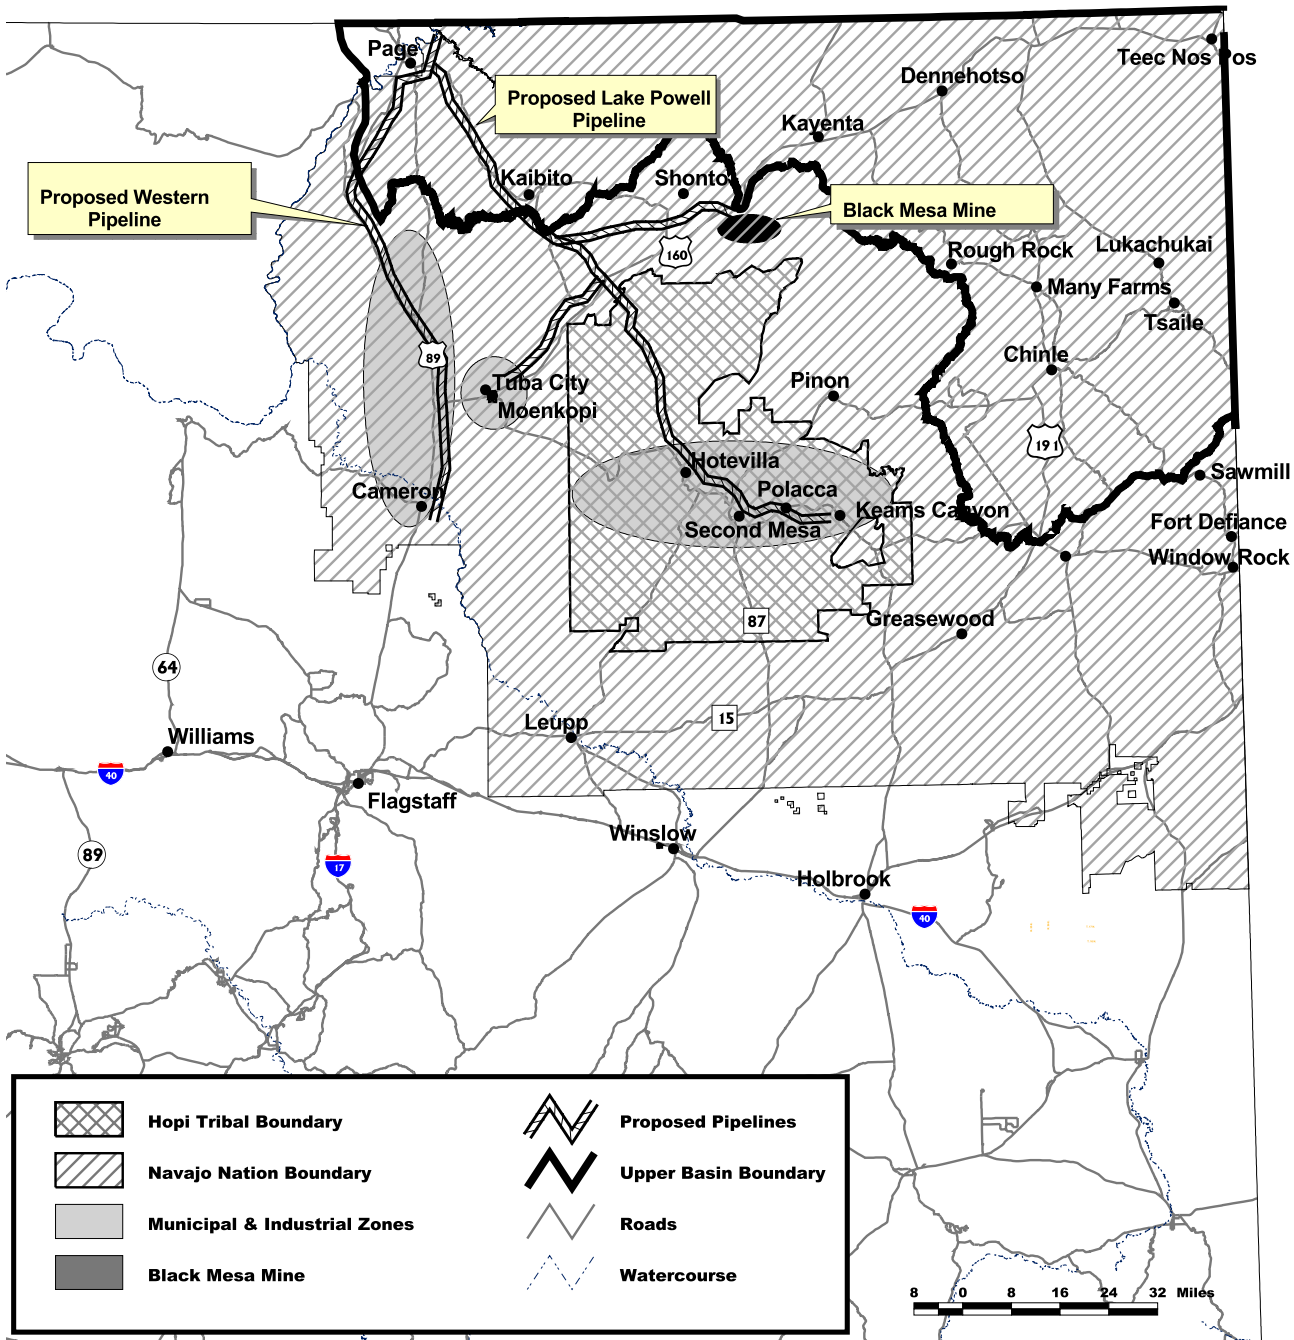 Page
Teec Nos Pos
Dennehotso
Proposed Lake Powell
Pipeline
Kayenta
Kaibito
Shonto
Proposed Western
Pipeline
Black Mesa Mine
160
Rough Rock
Lukachukai
Many Farms
Tsaile
89
Chinle
Tuba City
Moenkopi
Pinon
191
Hotevilla
Sawmill
Cameron
Polacca
Keams Canyon
Second Mesa
Fort Defiance
Window Rock
87
Greasewood
64
Leupp
15
Williams
40
Flagstaff
Winslow
89
17
Holbrook
40
Hopi Tribal Boundary
Navajo Nation Boundary
Municipal & Industrial Zones
Black Mesa Mine
Proposed Pipelines
Upper Basin Boundary
Roads
Watercourse
8 0 8 16 24 32 Miles